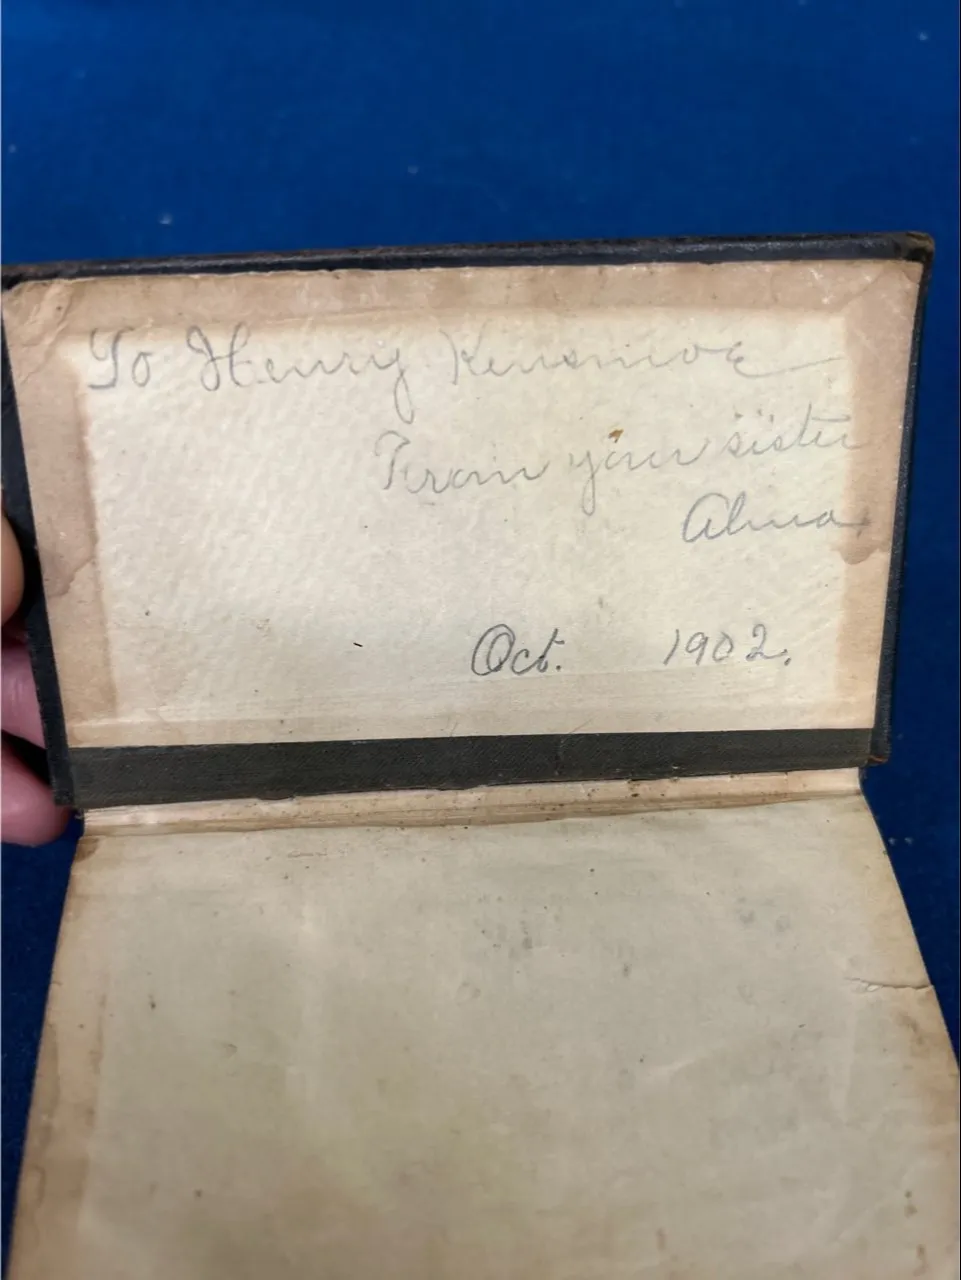 To Henry
From your sister
Alma.
Oct. 1902.